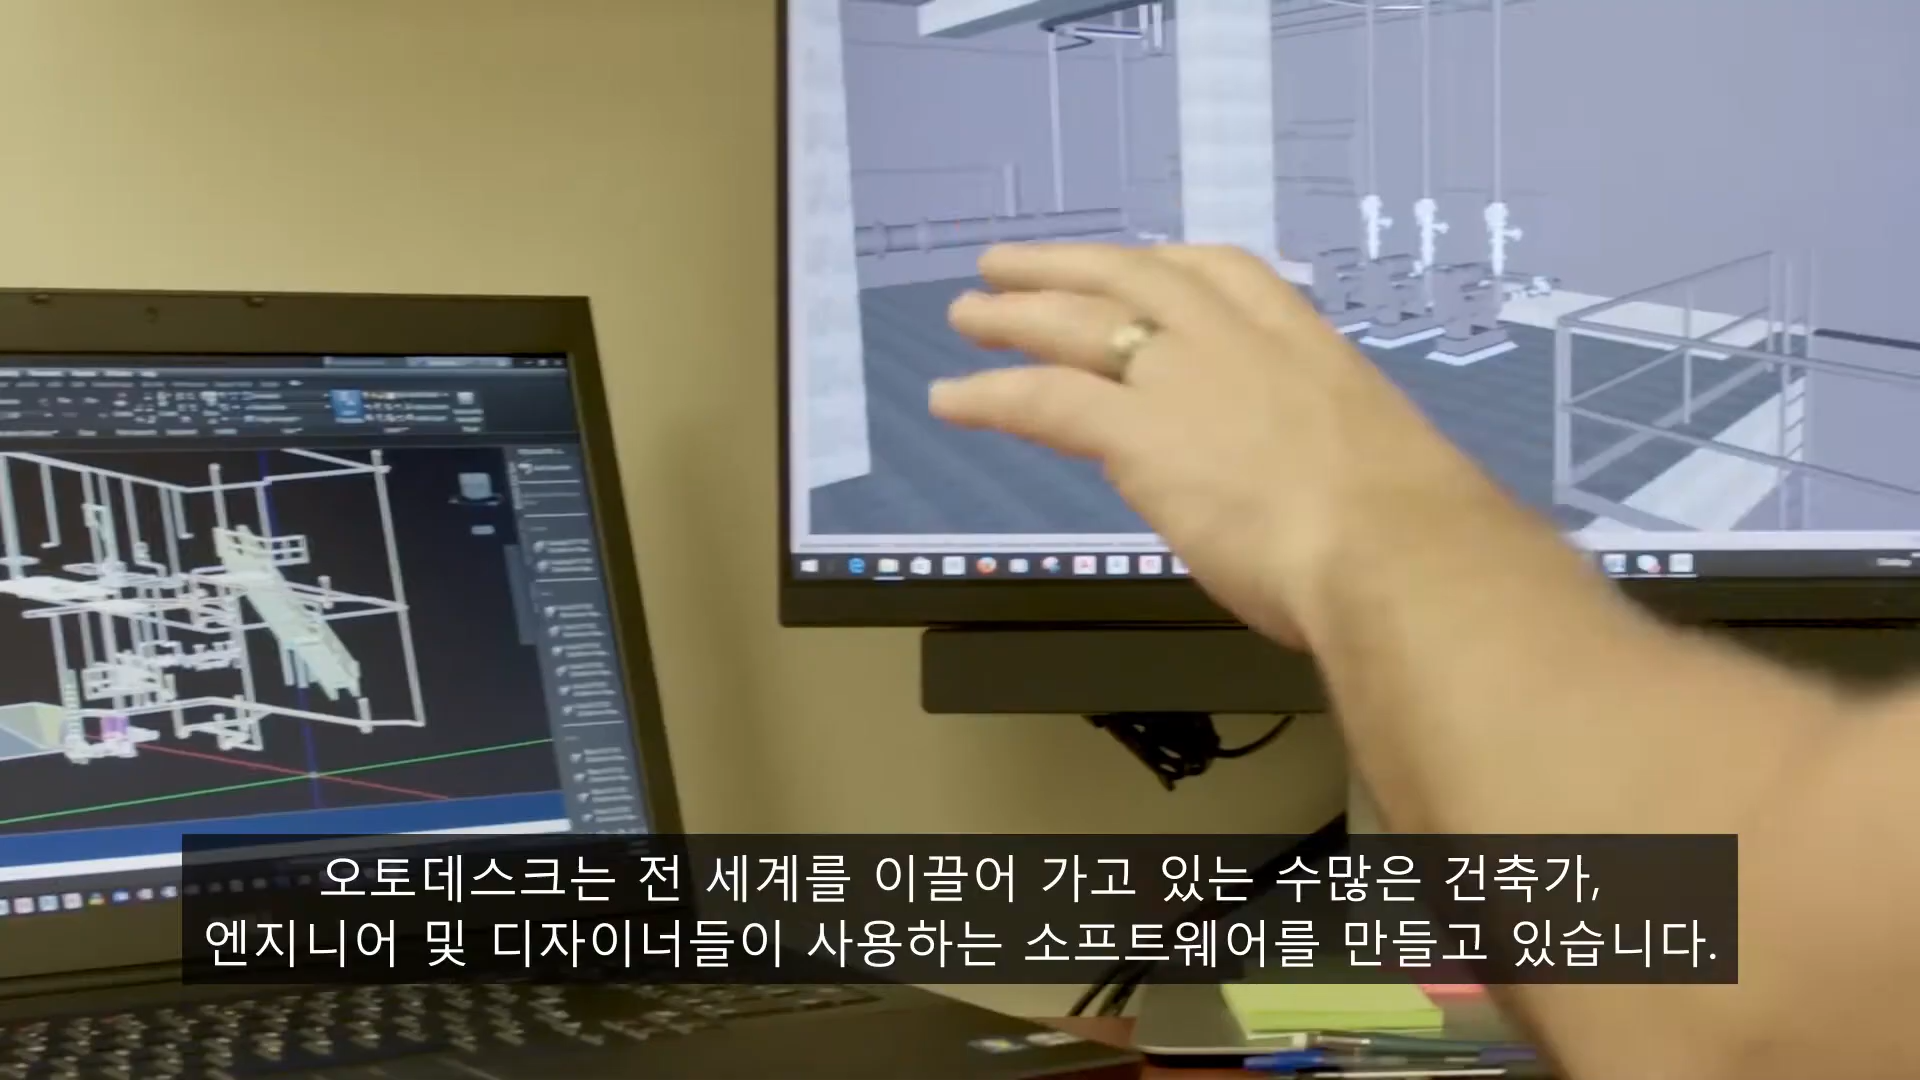 오토데스크는 전 세계를 이끌어 가고 있는 수많은 건축가,
엔지니어 및 디자이너들이 사용하는 소프트웨어를 만들고 있습니다.